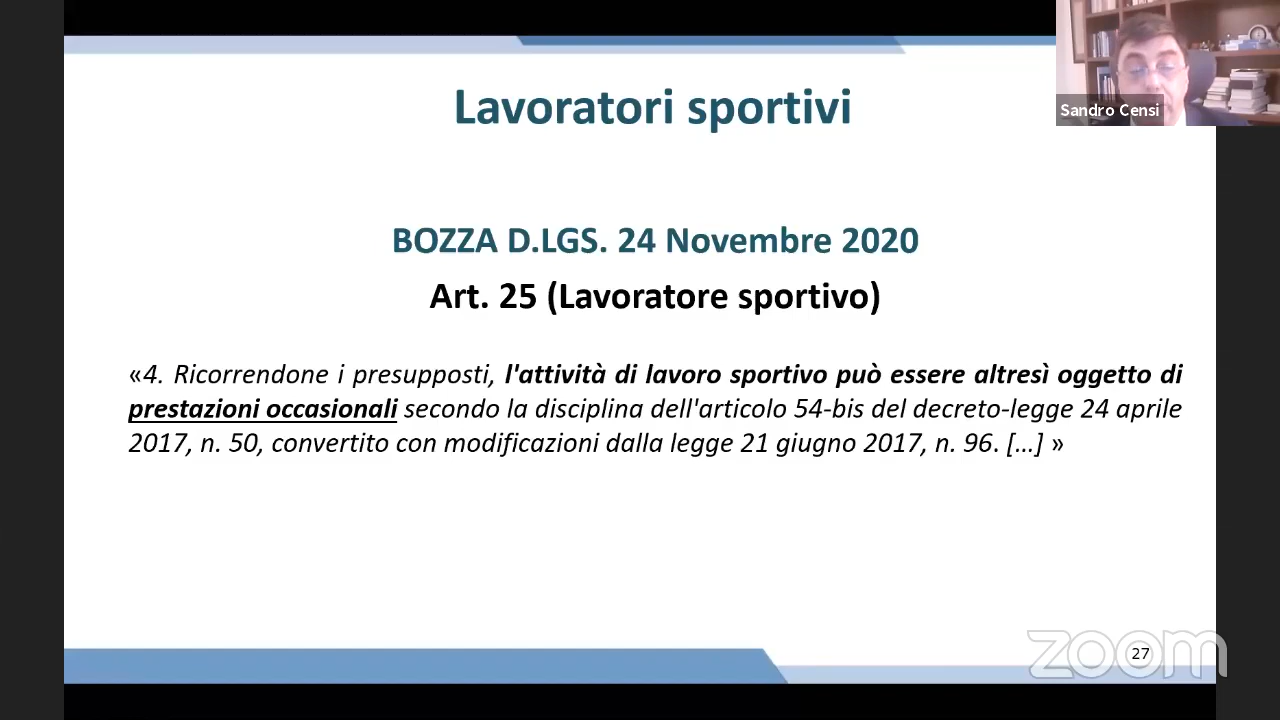 Lavoratori sportivi
Sandro Censi
BOZZA D.LGS. 24 Novembre 2020
Art. 25 (Lavoratore sportivo)
«4. Ricorrendone i presupposti, l'attività di lavoro sportivo può essere altresì oggetto di
prestazioni occasionali secondo la disciplina dell'articolo 54-bis del decreto-legge 24 aprile
2017, n. 50, convertito con modificazioni dalla legge 21 giugno 2017, n. 96. [...] »
zoom
27